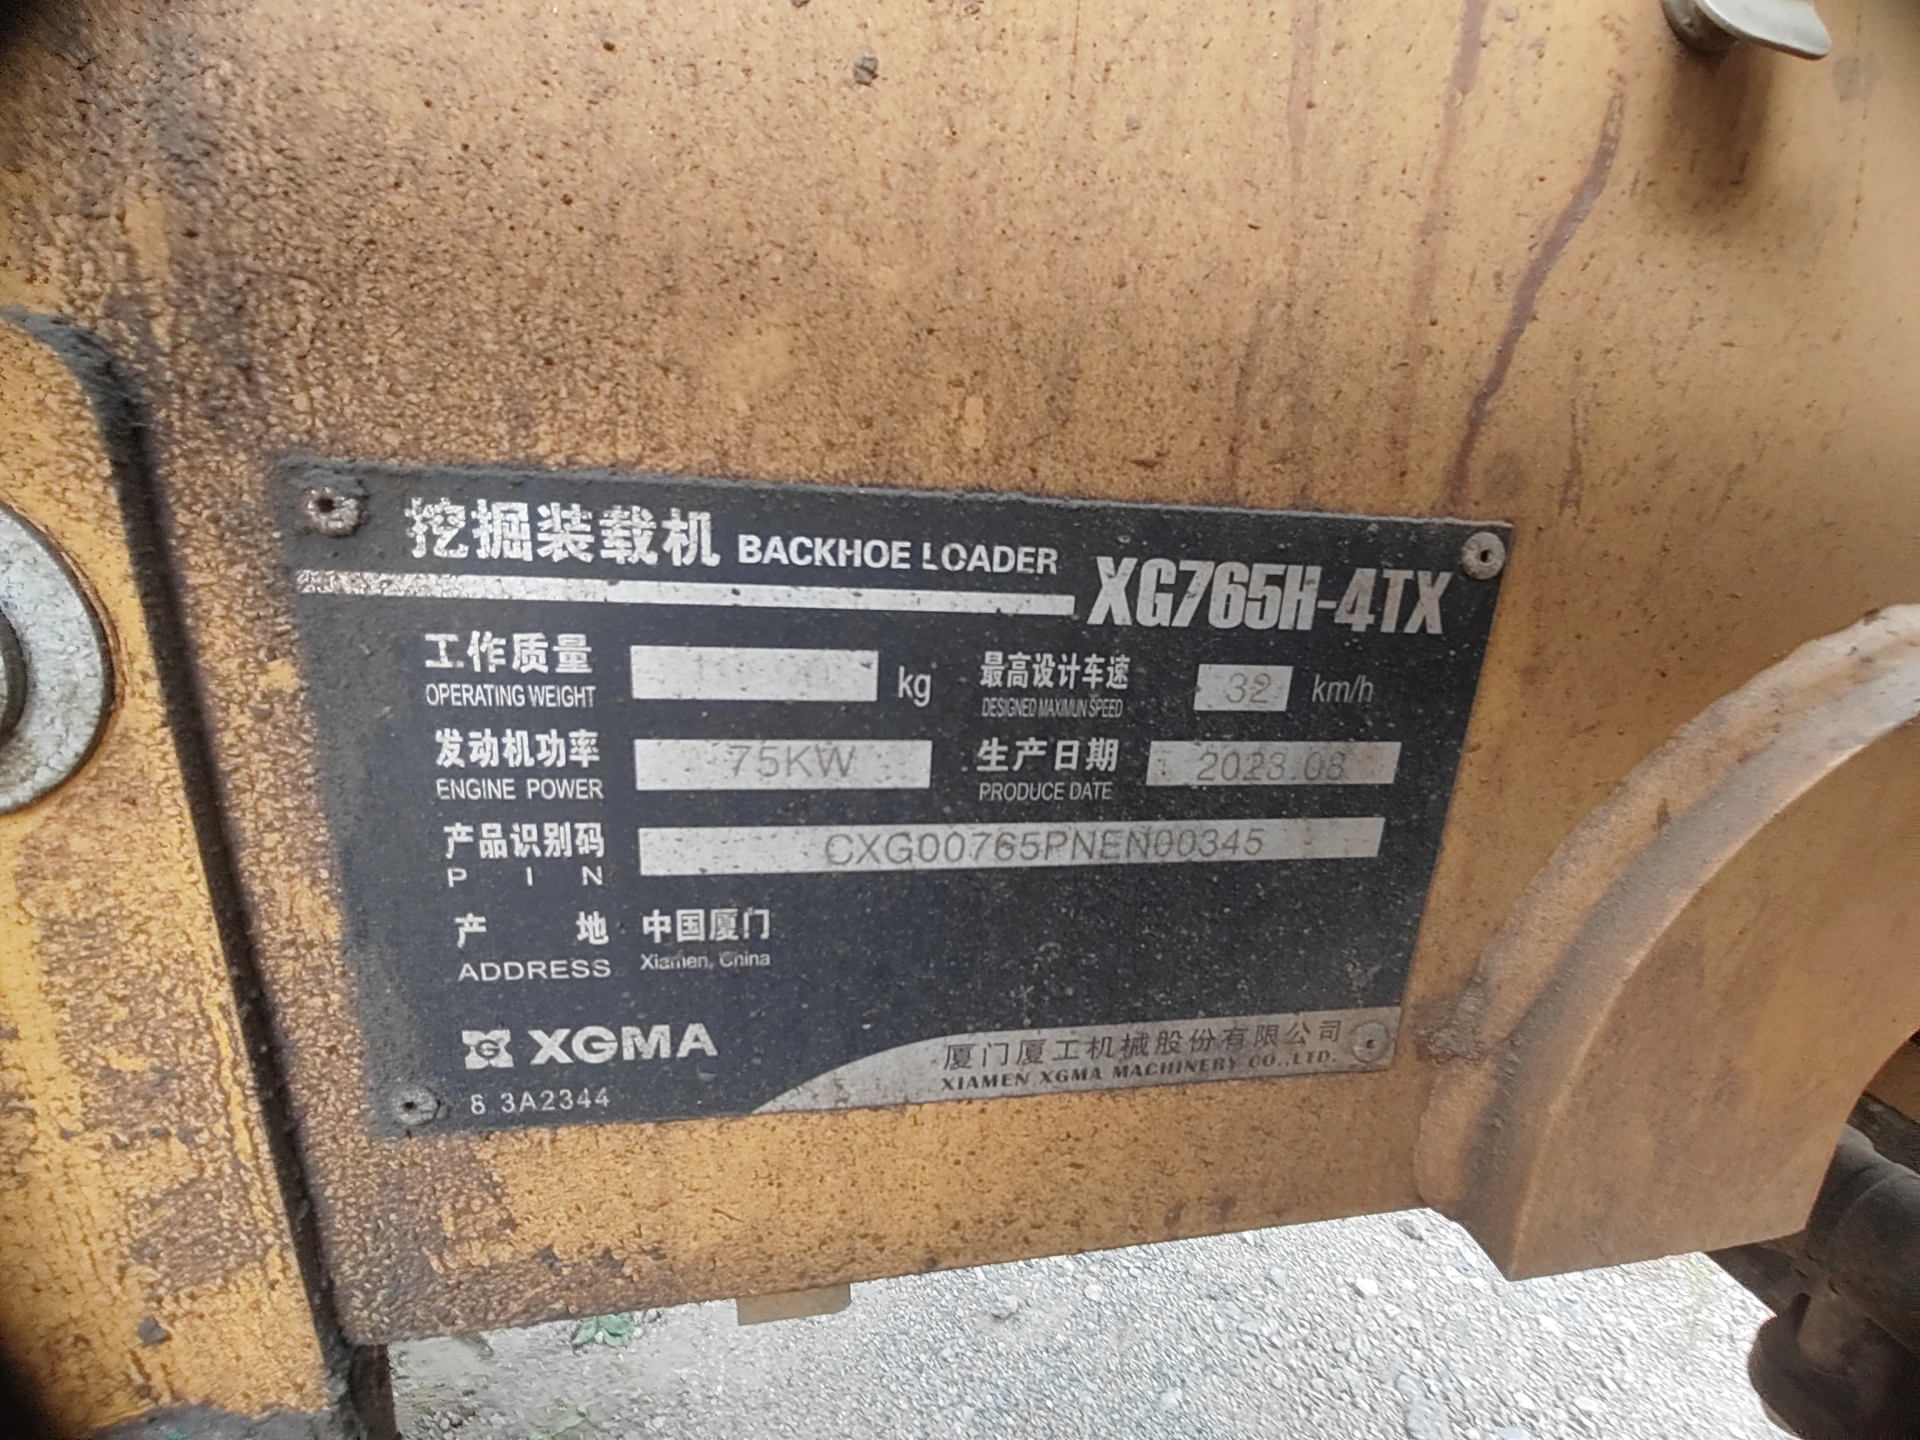 挖掘装载机 BACKHOE LOADER XG765H-4TX
工作质量 kg 最高设计车速 32 km/h
OPERATING WEIGHT DESIGNED MAXIMUN SPEED
发动机功率 75KW 生产日期 2023.08
ENGINE POWER PRODUCE DATE
产品识别码 CXG00765PNEN00345
PIN
产地 中国厦门
ADDRESS Xiamen, China
XGMA 厦门厦工机械股份有限公司
XIAMEN XGMA MACHINERY CO.,LTD.
8 3A2344